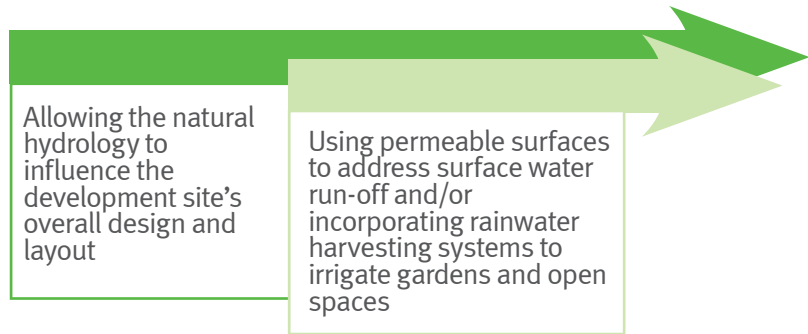 Allowing the natural
hydrology to
influence the
development site's
overall design and
layout
Using permeable surfaces
to address surface water
run-off and/or
incorporating rainwater
harvesting systems to
irrigate gardens and open
spaces